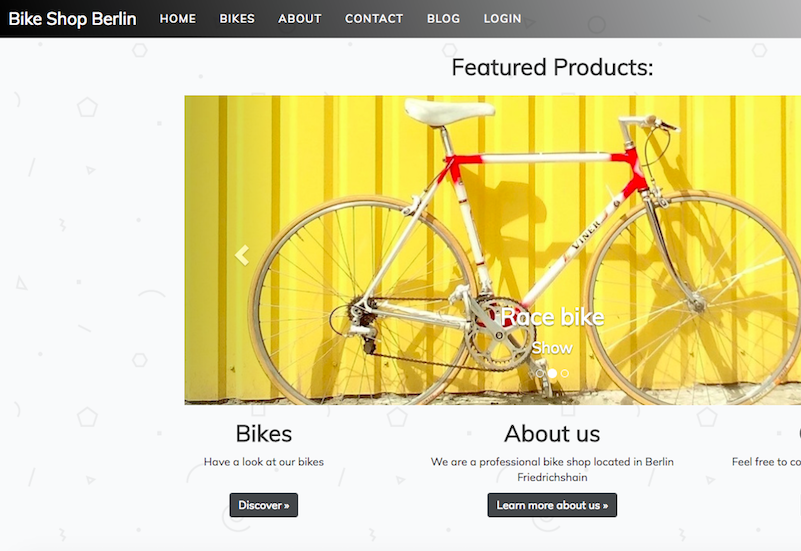 Bike Shop Berlin HOME BIKES ABOUT CONTACT BLOG LOGIN
Featured Products:
VINER
Race bike
Show
Bikes
Have a look at our bikes
Discover »
About us
We are a professional bike shop located in Berlin
Friedrichshain
Learn more about us »
Feel free to co